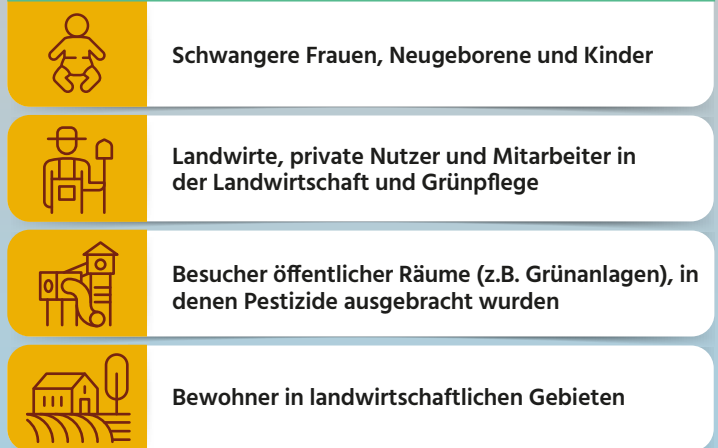 Schwangere Frauen, Neugeborene und Kinder
Landwirte, private Nutzer und Mitarbeiter in
der Landwirtschaft und Grünpflege
Besucher öffentlicher Räume (z.B. Grünanlagen), in
denen Pestizide ausgebracht wurden
Bewohner in landwirtschaftlichen Gebieten